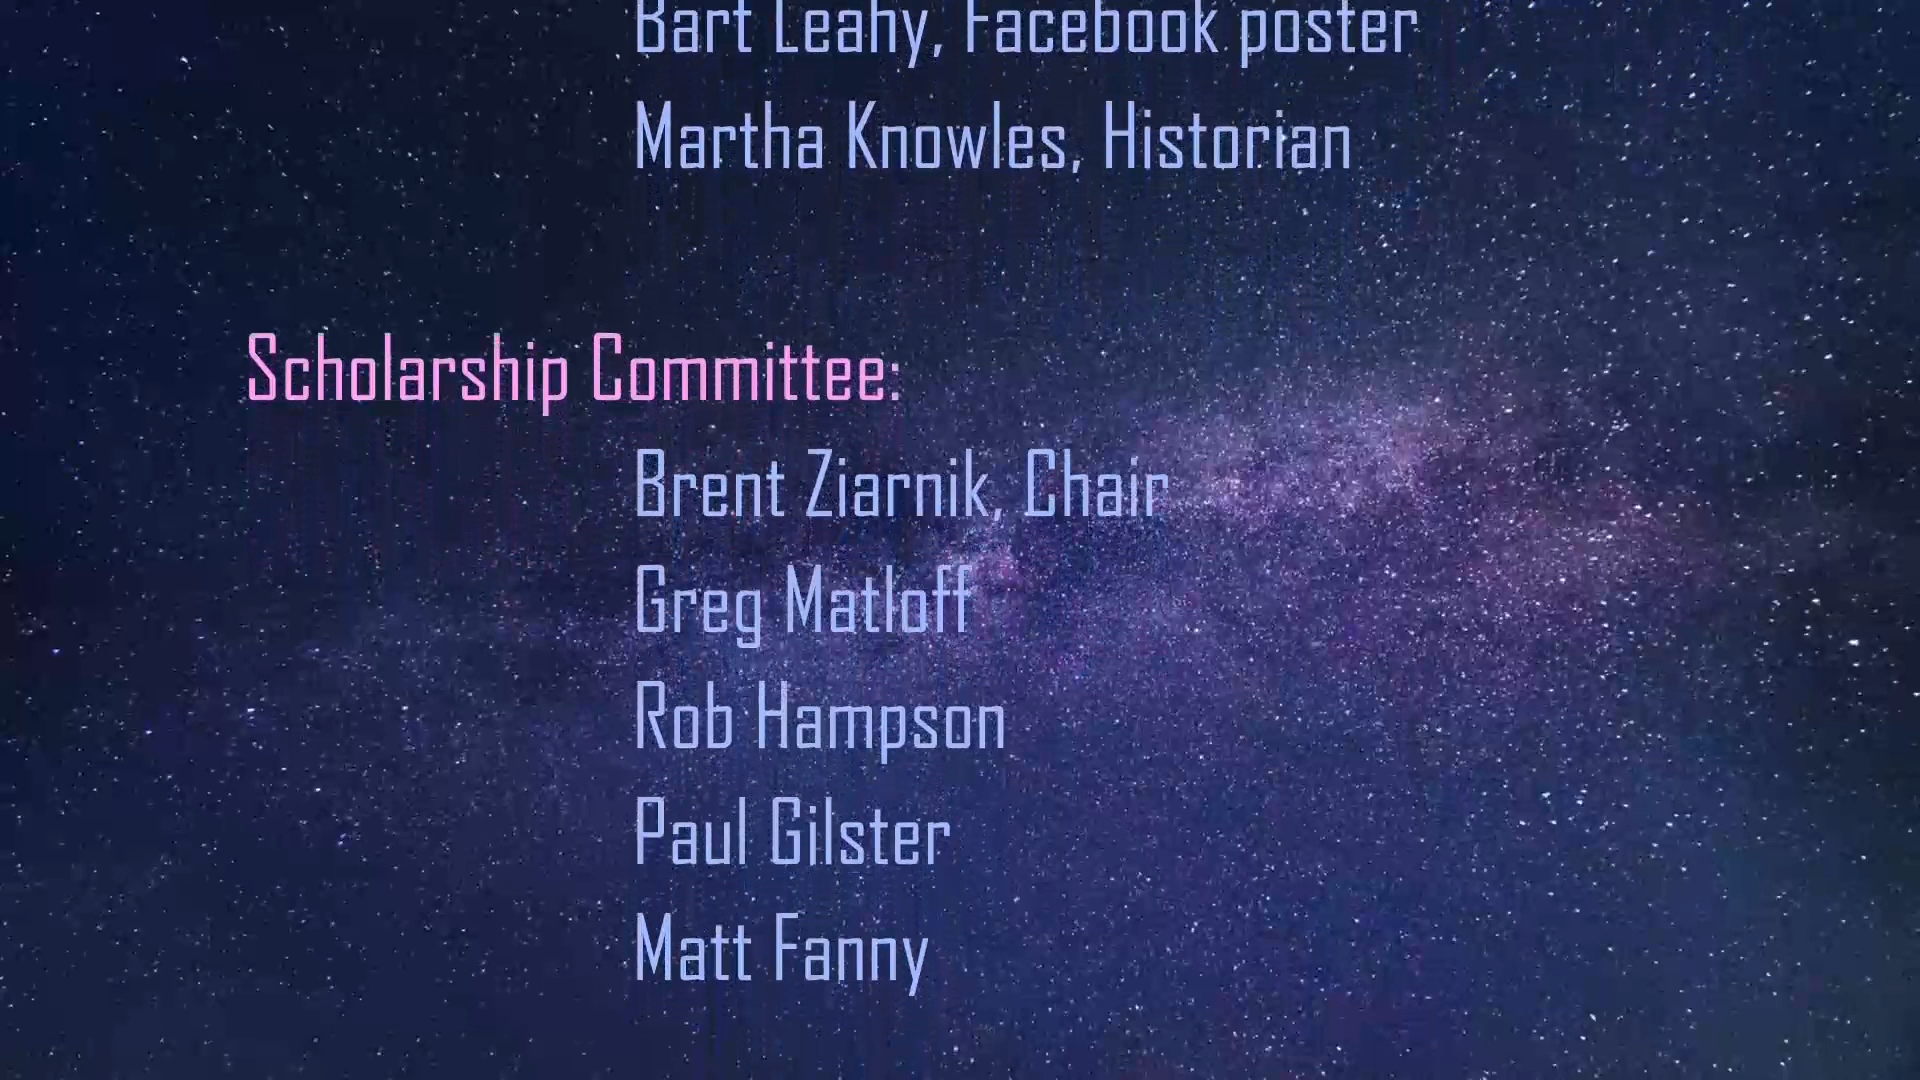 Bart Leahy, Facebook poster
Martha Knowles, Historian
Scholarship Committee:
Brent Ziarnik, Chair
Greg Matloff
Rob Hampson
Paul Gilster
Matt Fanny